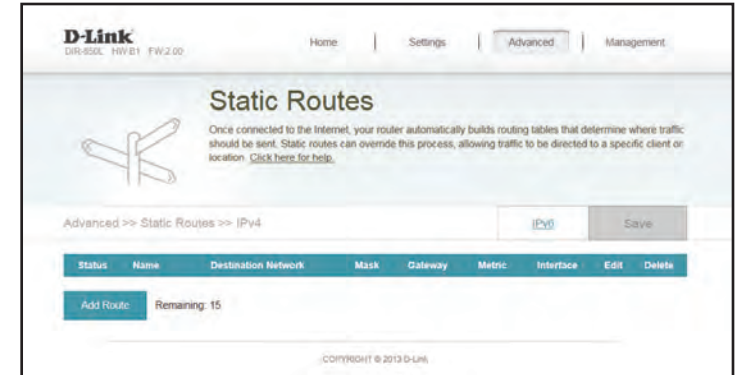 D-Link
DIR-850L HW:B1 FW:2.00
Home | Settings | Advanced | Management
Static Routes
Once connected to the Internet, your router automatically builds routing tables that determine where traffic
should be sent. Static routes can override this process, allowing traffic to be directed to a specific client or
location. Click here for help.
Advanced >> Static Routes >> IPv4
IPv6
Save
Status Name Destination Network Mask Gateway Metric Interface Edit Delete
Add Route Remaining: 15
COPYRIGHT © 2013 D-Link